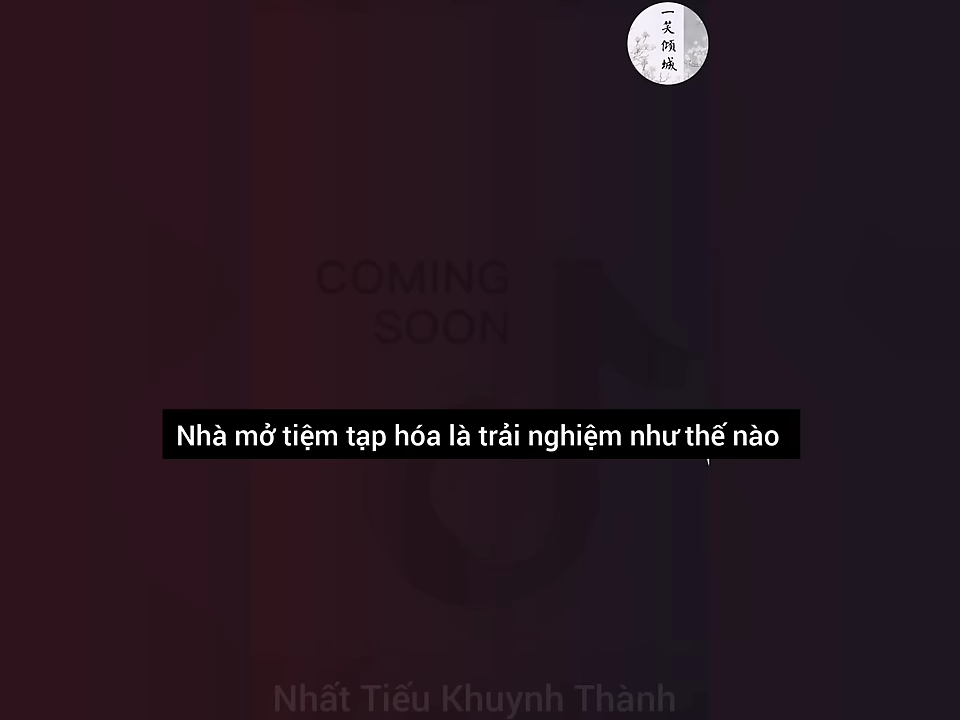 一笑倾城
COMING
SOON
Nhà mở tiệm tạp hóa là trải nghiệm như thế nào
Nhất Tiếu Khuynh Thành